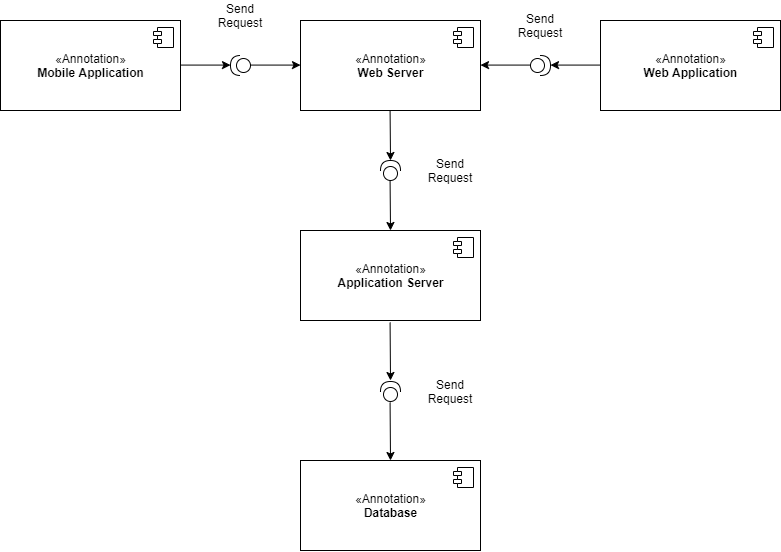 Send
Request
Send
Request
«Annotation»
Mobile Application
«Annotation»
Web Server
«Annotation»
Web Application
Send
Request
«Annotation»
Application Server
Send
Request
«Annotation»
Database